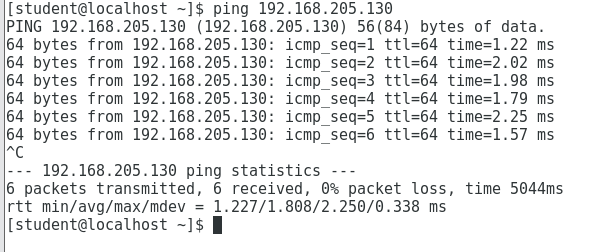 [student@localhost ~]$ ping 192.168.205.130
PING 192.168.205.130 (192.168.205.130) 56(84) bytes of data.
64 bytes from 192.168.205.130: icmp_seq=1 ttl=64 time=1.22 ms
64 bytes from 192.168.205.130: icmp_seq=2 ttl=64 time=2.02 ms
64 bytes from 192.168.205.130: icmp_seq=3 ttl=64 time=1.98 ms
64 bytes from 192.168.205.130: icmp_seq=4 ttl=64 time=1.79 ms
64 bytes from 192.168.205.130: icmp_seq=5 ttl=64 time=2.25 ms
64 bytes from 192.168.205.130: icmp_seq=6 ttl=64 time=1.57 ms
^C
--- 192.168.205.130 ping statistics ---
6 packets transmitted, 6 received, 0% packet loss, time 5044ms
rtt min/avg/max/mdev = 1.227/1.808/2.250/0.338 ms
[student@localhost ~]$